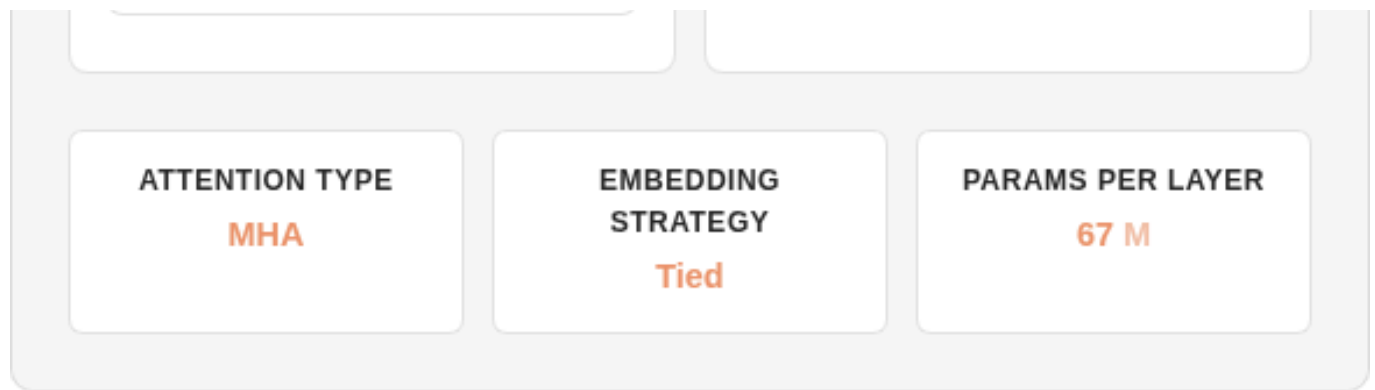 ATTENTION TYPE
MHA
EMBEDDING
STRATEGY
Tied
PARAMS PER LAYER
67 M